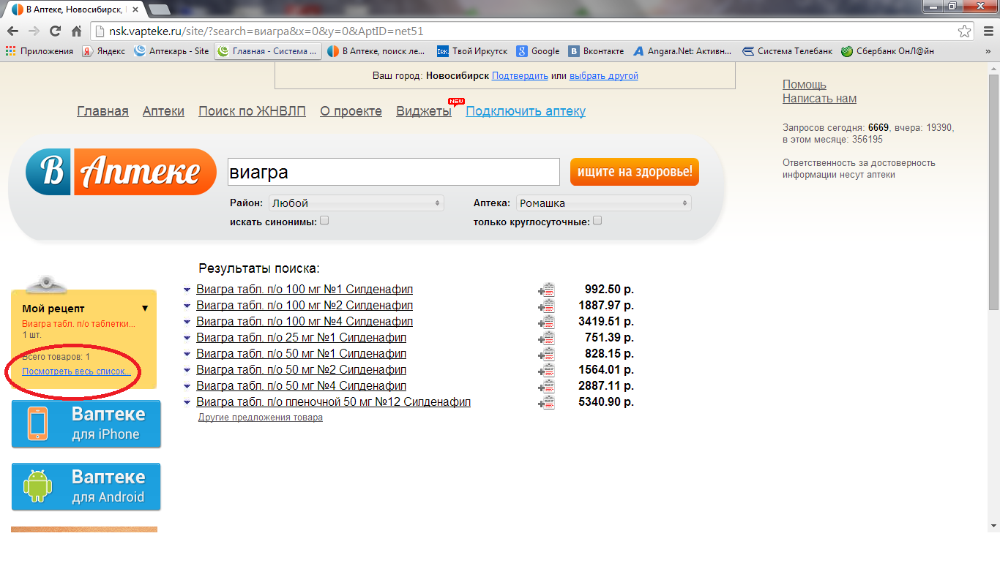 В Аптеке, Новосибирск,
nsk.vapteke.ru/site/?search=виагра&x=0&y=0&AptID=net51
Приложения Яндекс Аптекарь - Site Главная - Система ... В Аптеке, поиск ле... IRK Твой Иркутск Google Вконтакте Angara.Net: Активн... Система Телебанк Сбербанк ОнЛ@йн »
Ваш город: Новосибирск Подтвердить или выбрать другой
Помощь
Написать нам
Главная Аптеки Поиск по ЖНВЛП О проекте Виджеты NEW Подключить аптеку
Запросов сегодня: 6669, вчера: 19390,
в этом месяце: 356195
Ответственность за достоверность
информации несут аптеки
В Аптеке
виагра ищите на здоровье!
Район: Любой Аптека: Ромашка
искать синонимы: только круглосуточные:
Результаты поиска:
Виагра табл. п/о 100 мг №1 Силденафил 992.50 р.
Виагра табл. п/о 100 мг №2 Силденафил 1887.97 р.
Виагра табл. п/о 100 мг №4 Силденафил 3419.51 р.
Виагра табл. п/о 25 мг №1 Силденафил 751.39 р.
Виагра табл. п/о 50 мг №1 Силденафил 828.15 р.
Виагра табл. п/о 50 мг №2 Силденафил 1564.01 р.
Виагра табл. п/о 50 мг №4 Силденафил 2887.11 р.
Виагра табл. п/о пленочной 50 мг №12 Силденафил 5340.90 р.
Другие предложения товара
Мой рецепт
Виагра табл. п/о таблетки...
1 шт.
Всего товаров: 1
Посмотреть весь список...
Ваптеке
для iPhone
Ваптеке
для Android